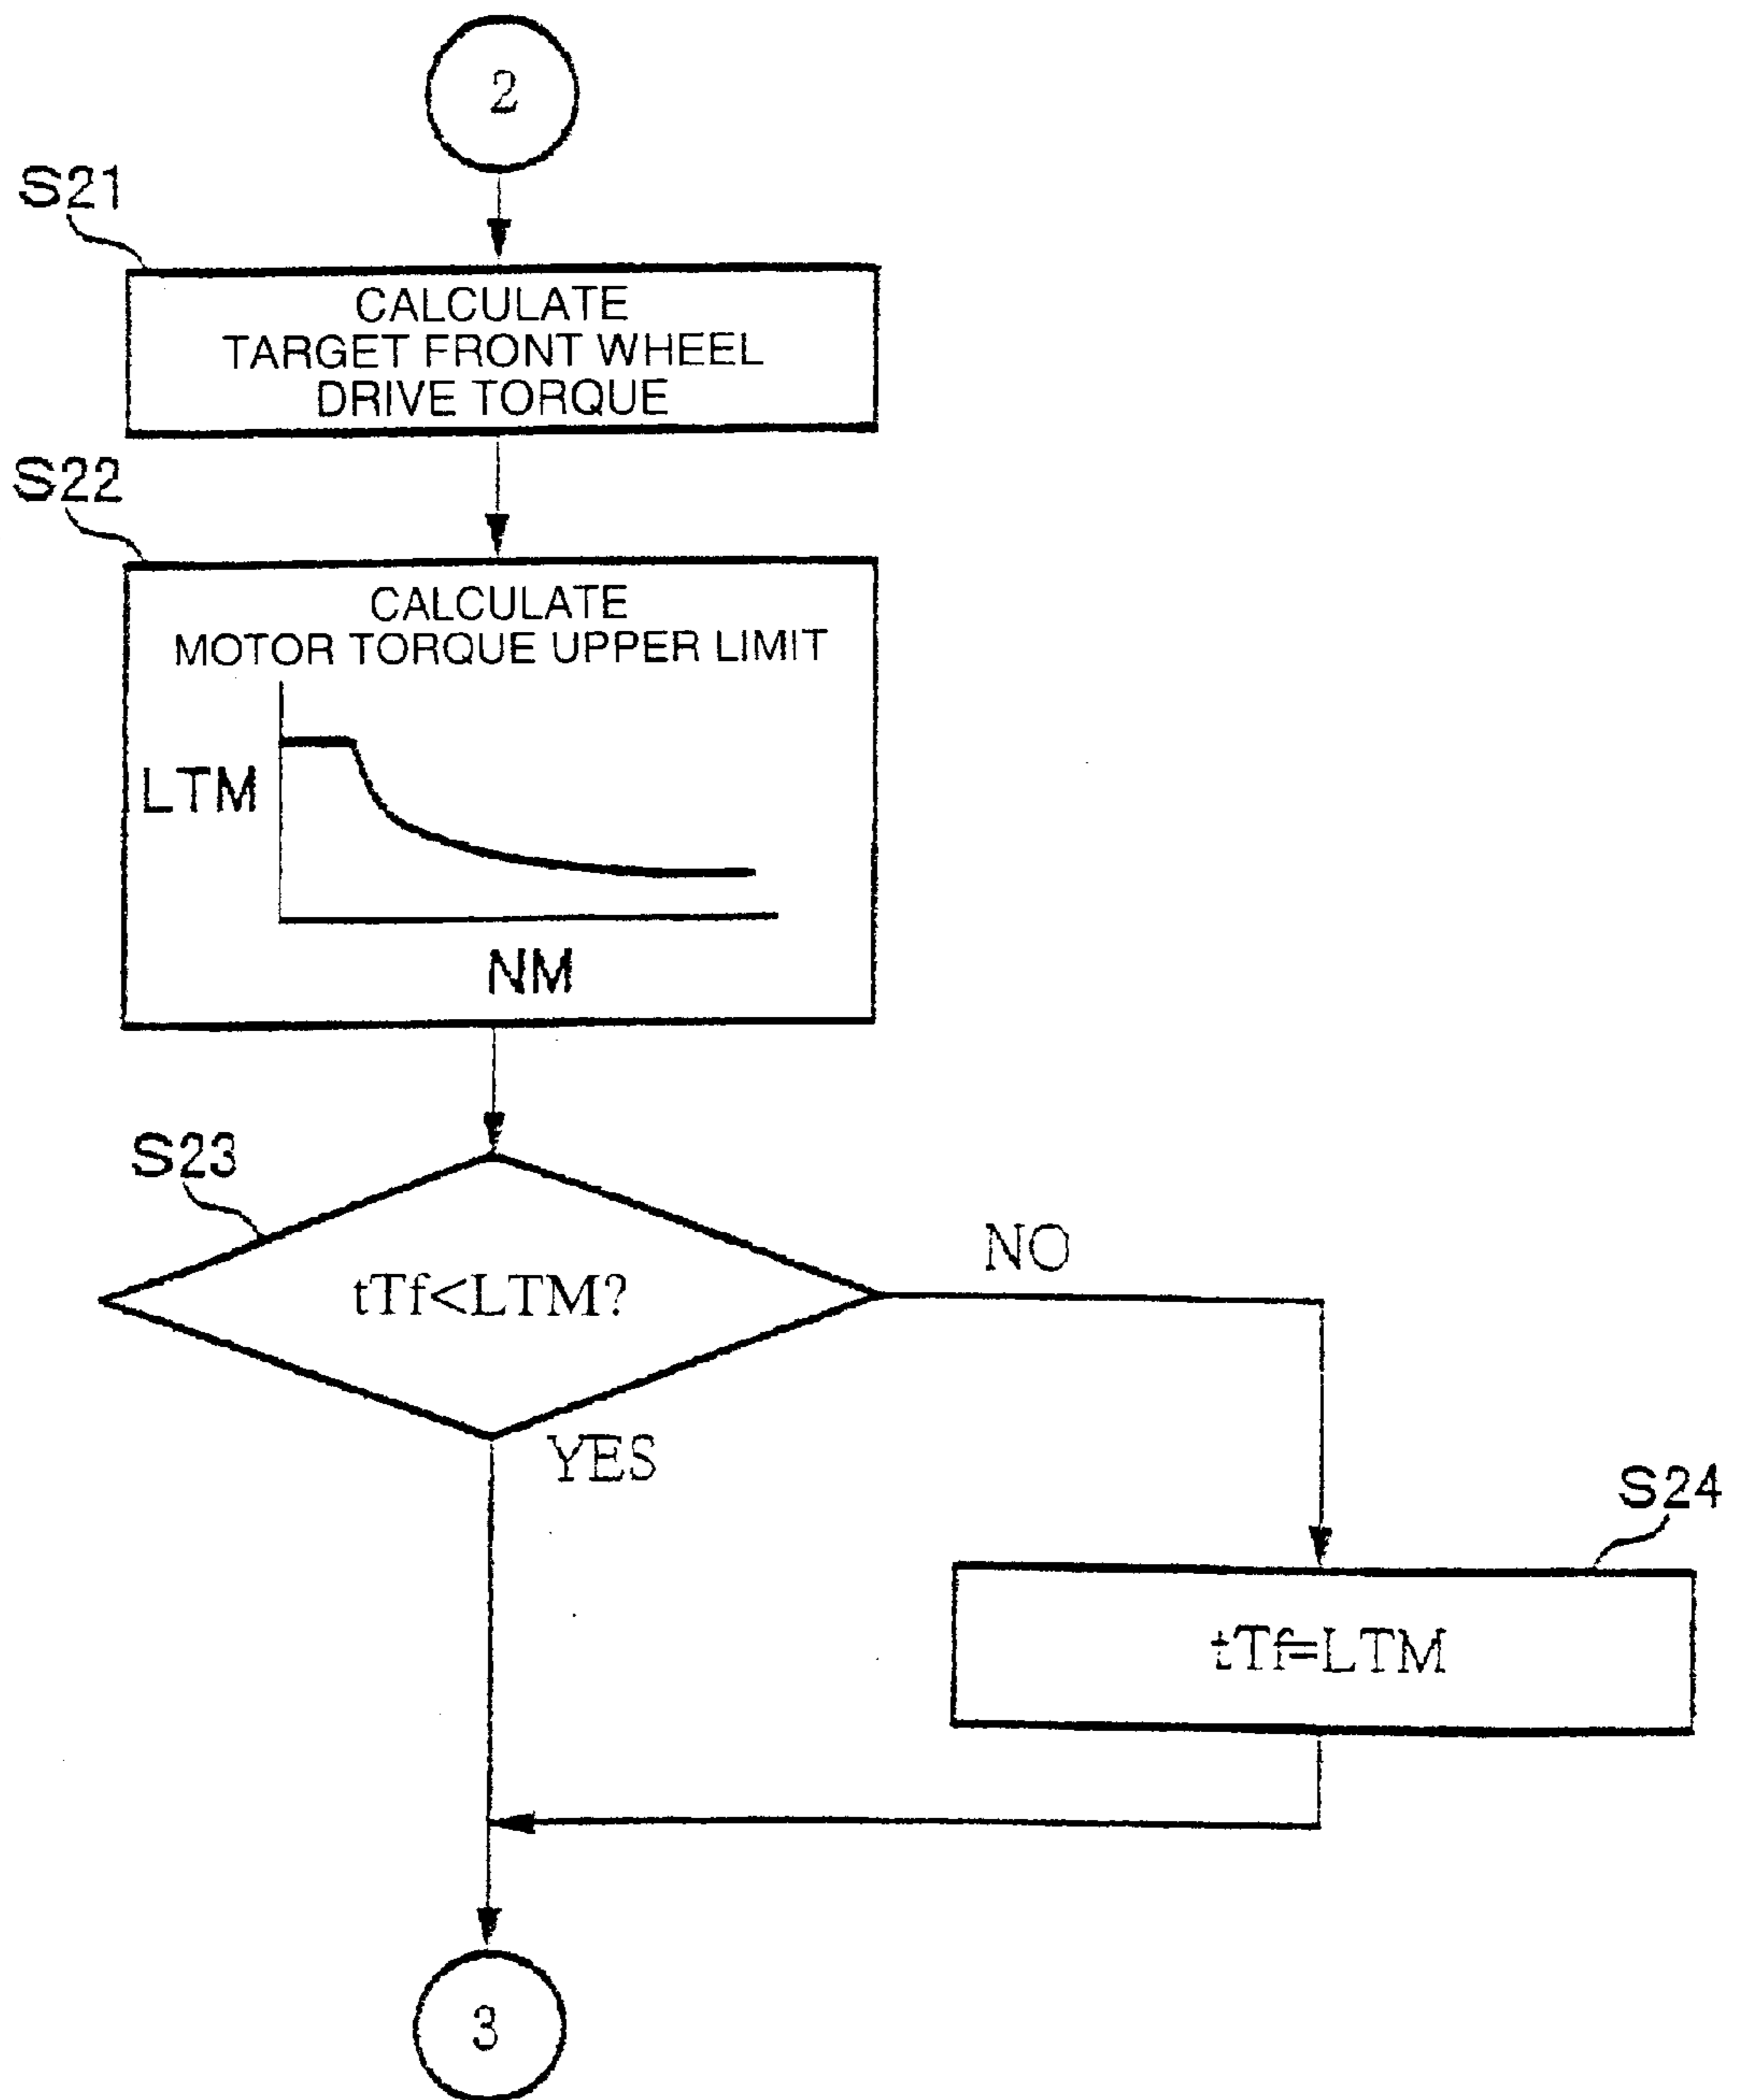 2
S21
CALCULATE
TARGET FRONT WHEEL
DRIVE TORQUE
S22
CALCULATE
MOTOR TORQUE UPPER LIMIT
LTM
NM
S23
tTf<LTM?
NO
YES
S24
tTf=LTM
3